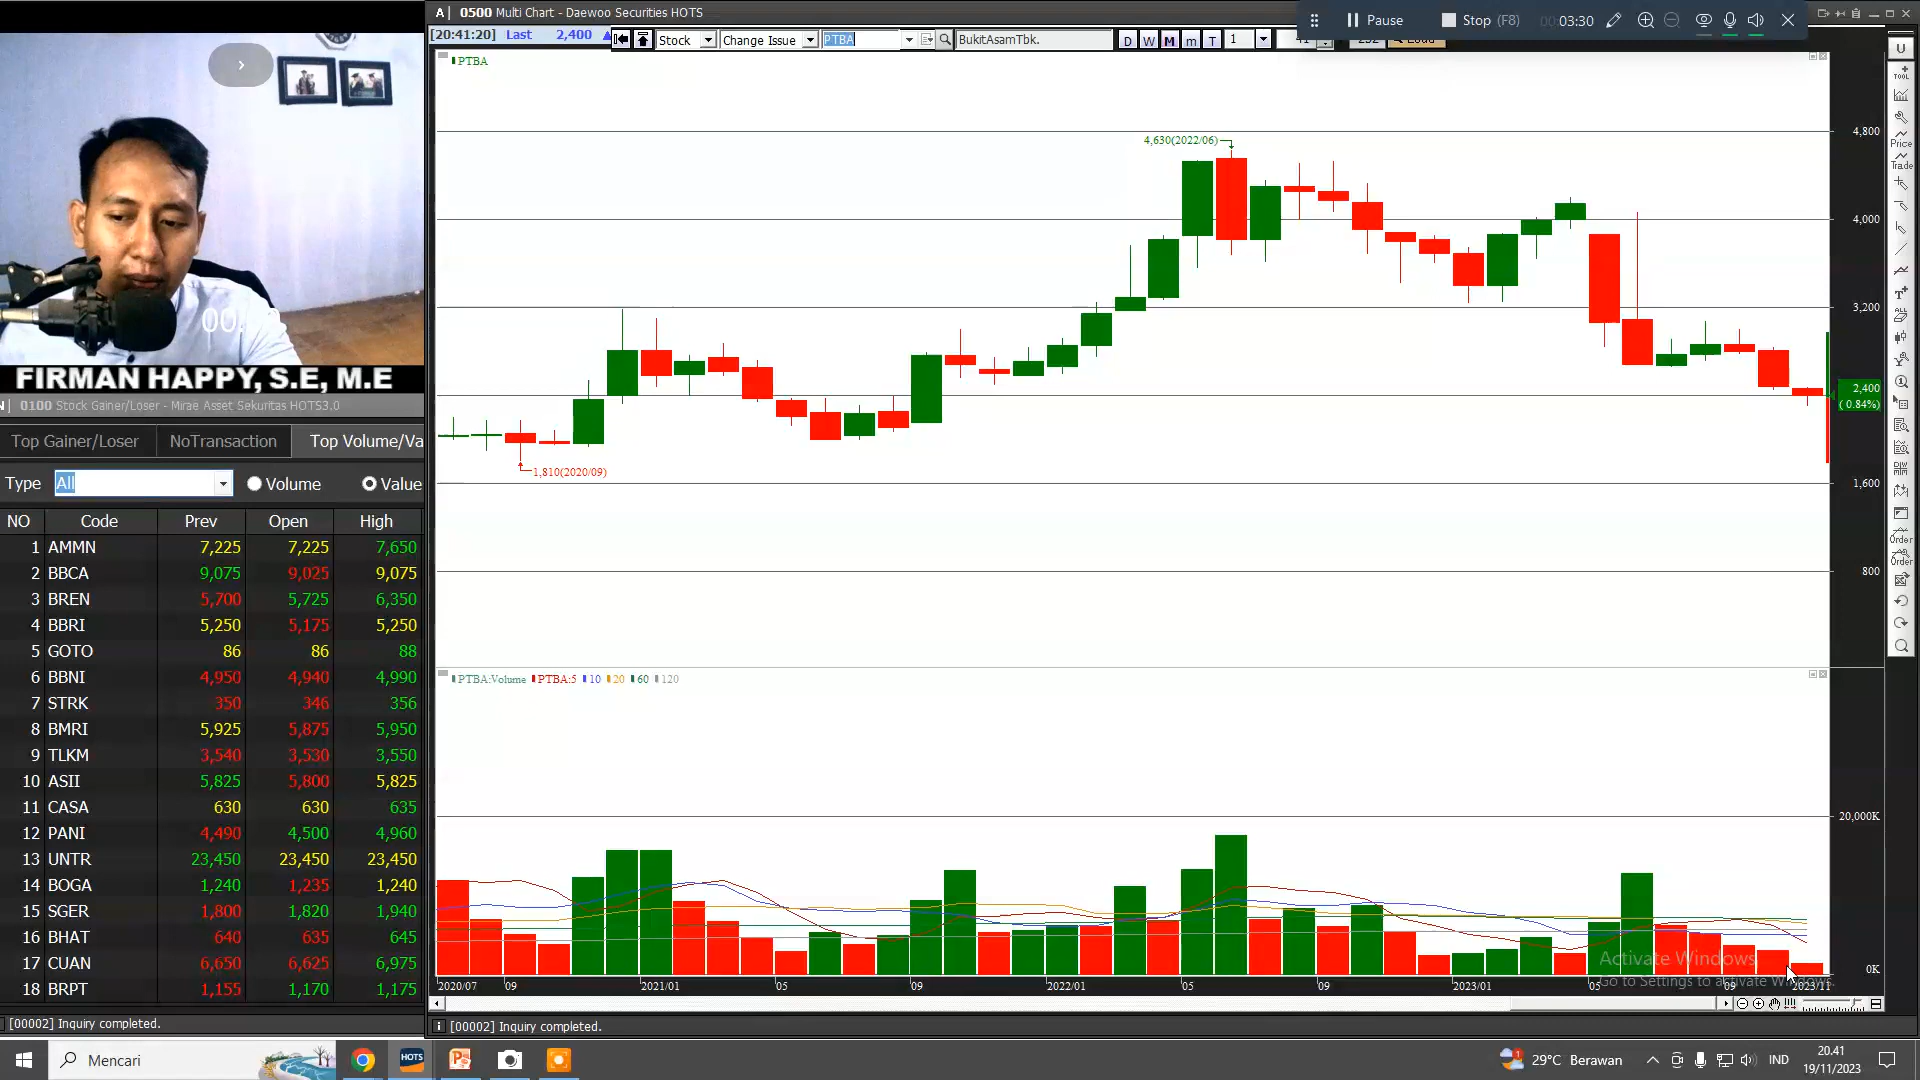 A 0500 Multi Chart - Daewoo Securities HOTS
Pause Stop (F8) 00:03:30
[20:41:20] Last 2,400 Stock Change Issue PTBA BukitAsamTbk. D W M m T 1
PTBA
4,800
4,630(2022/06)
4,000
3,200
2,400
( 0.84%)
1,810(2020/09)
1,600
800
U
TOOL
Price
Trade
ALL
Order
Order
FIRMAN HAPPY, S.E, M.E
0100 Stock Gainer/Loser - Mirae Asset Sekuritas HOTS3.0
Top Gainer/Loser NoTransaction Top Volume/Va
Type All Volume Value
NO Code Prev Open High
1 AMMN 7,225 7,225 7,650
2 BBCA 9,075 9,025 9,075
3 BREN 5,700 5,725 6,350
4 BBRI 5,250 5,175 5,250
5 GOTO 86 86 88
6 BBNI 4,950 4,940 4,990
7 STRK 350 346 356
8 BMRI 5,925 5,875 5,950
9 TLKM 3,540 3,530 3,550
10 ASII 5,825 5,800 5,825
11 CASA 630 630 635
12 PANI 4,490 4,500 4,960
13 UNTR 23,450 23,450 23,450
14 BOGA 1,240 1,235 1,240
15 SGER 1,800 1,820 1,940
16 BHAT 640 635 645
17 CUAN 6,650 6,625 6,975
18 BRPT 1,155 1,170 1,175
[00002] Inquiry completed.
PTBA:Volume PTBA:5 10 20 60 120
20,000K
0K
Activate Windows
Go to Settings to activate Windows.
2020/07 09 2021/01 05 09 2022/01 05 09 2023/01 05 09 2023/11
[00002] Inquiry completed.
Mencari HOTS 29°C Berawan IND 20.41
19/11/2023